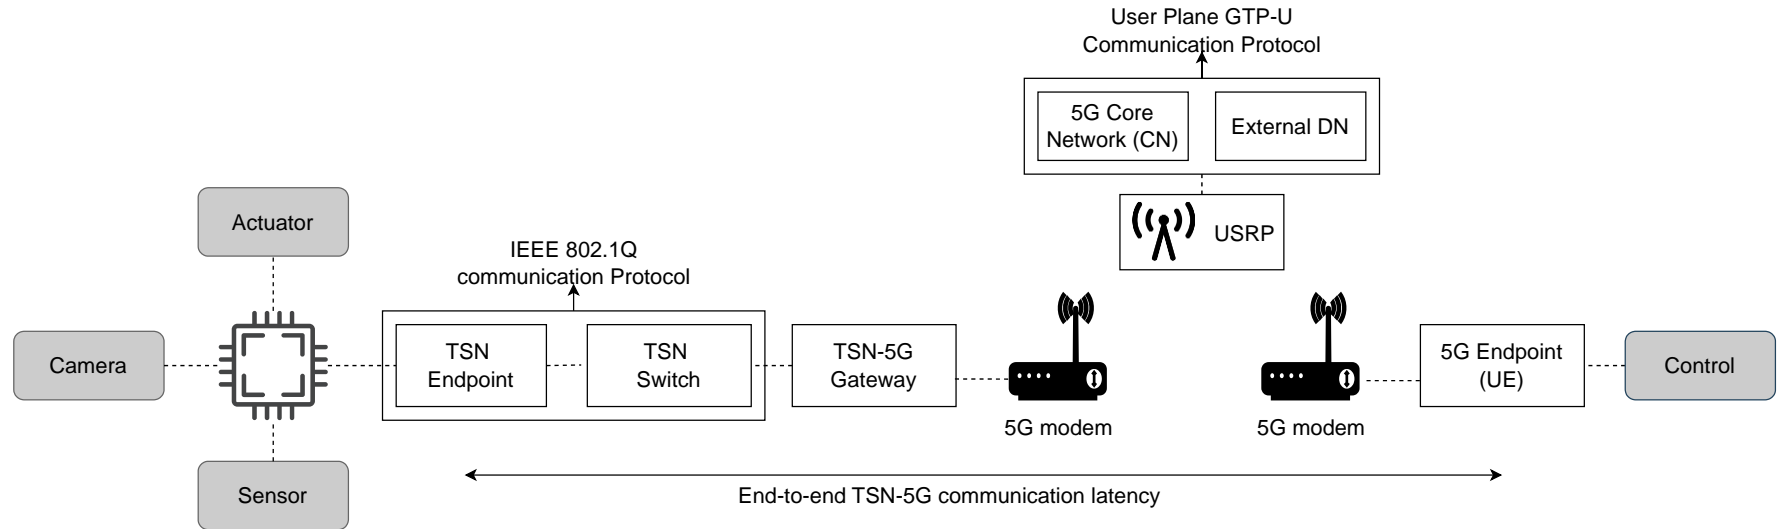 User Plane GTP-U
Communication Protocol
5G Core
Network (CN)
External DN
USRP
Actuator
IEEE 802.1Q
communication Protocol
Camera
TSN
Endpoint
TSN
Switch
TSN-5G
Gateway
5G modem
5G modem
5G Endpoint
(UE)
Control
Sensor
End-to-end TSN-5G communication latency